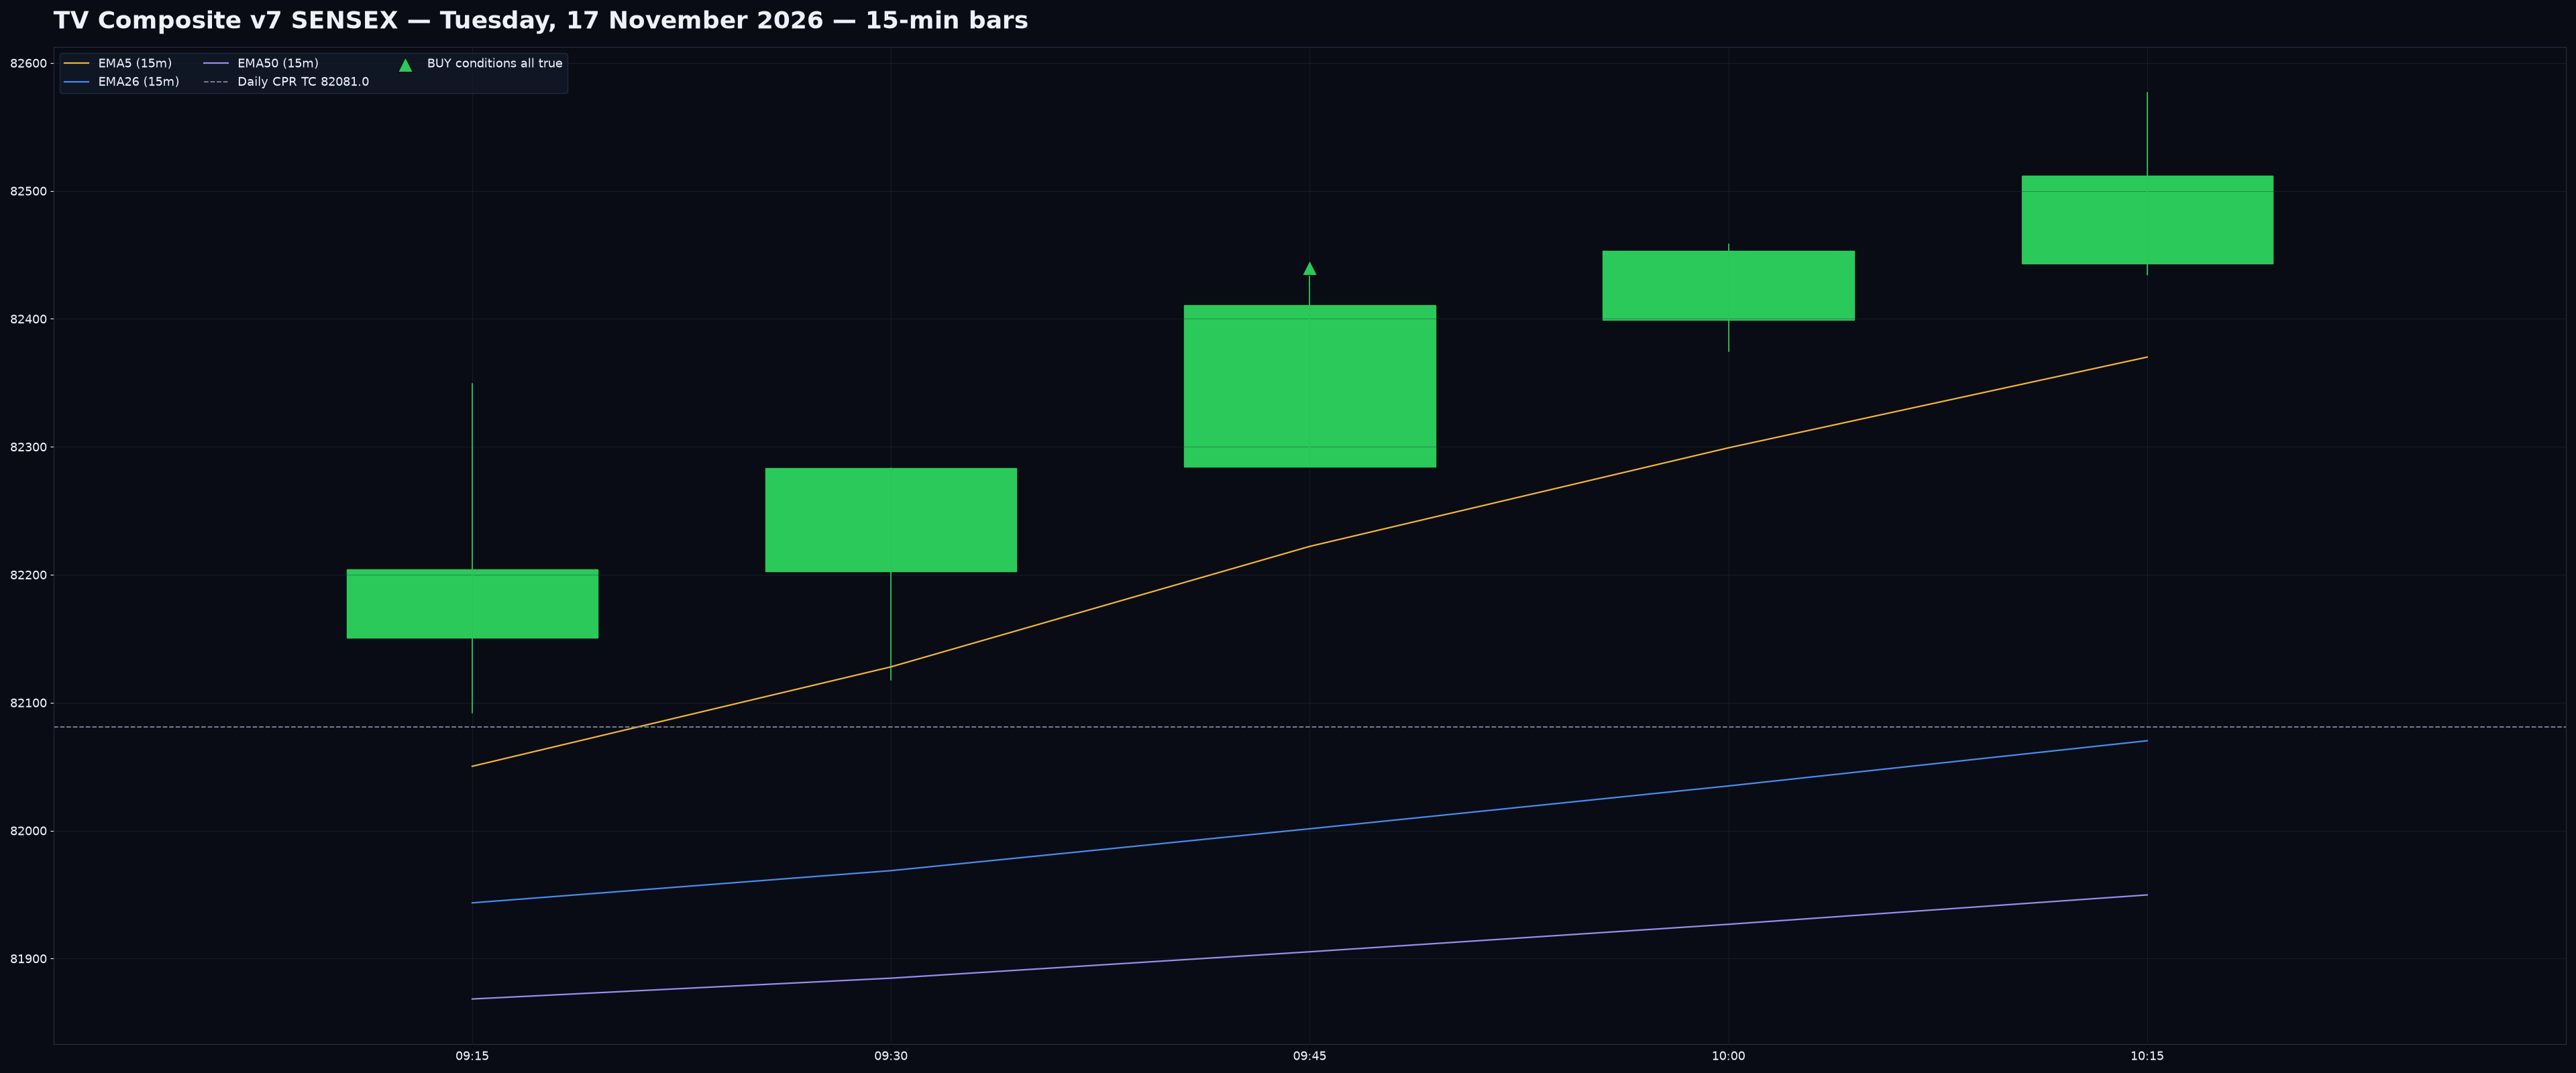 TV Composite v7 SENSEX — Tuesday, 17 November 2026 — 15-min bars
EMA5 (15m)
EMA26 (15m)
EMA50 (15m)
Daily CPR TC 82081.0
BUY conditions all true
82600
82500
82400
82300
82200
82100
82000
81900
09:15 09:30 09:45 10:00 10:15